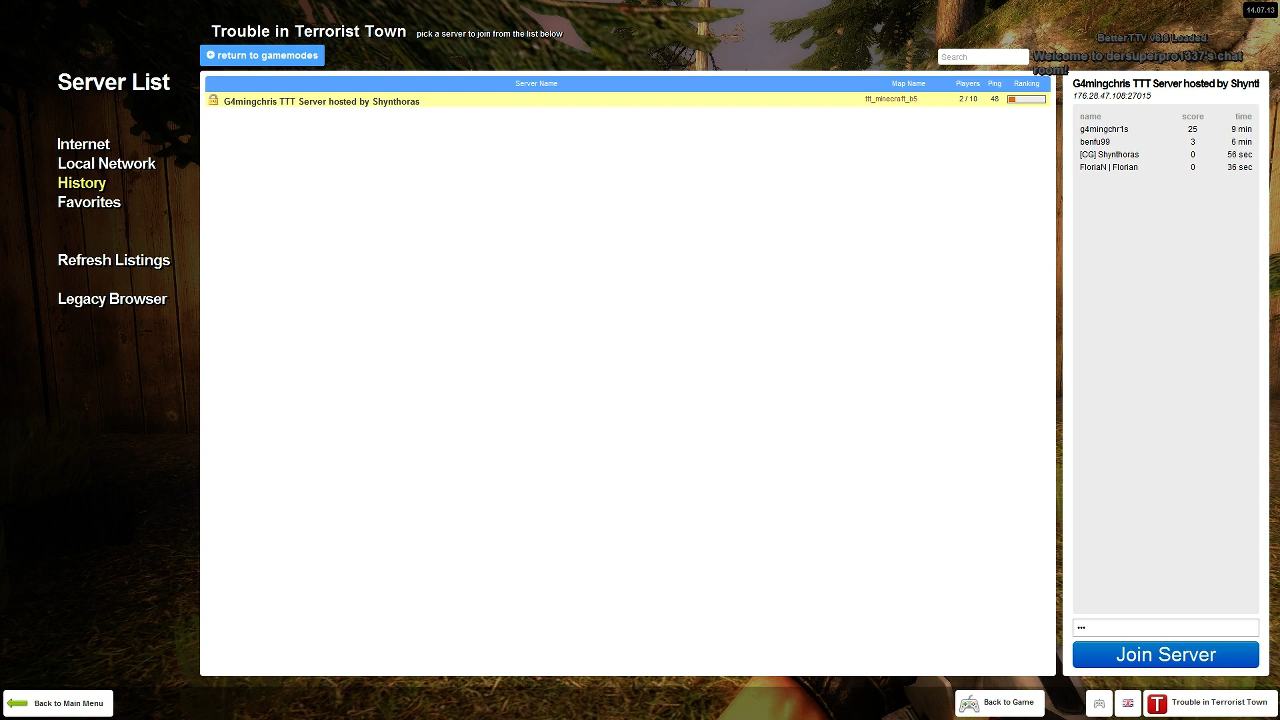 14.07.13
Trouble in Terrorist Town pick a server to join from the list below
return to gamemodes
BetterTTV v6.8 Loaded.
Search
Welcome to dersuperpro1337's chat
room!
Server List
Internet
Local Network
History
Favorites
Refresh Listings
Legacy Browser
Server Name Map Name Players Ping Ranking
G4mingchris TTT Server hosted by Shynthoras ttt_minecraft_b5 2 / 10 48
G4mingchris TTT Server hosted by Shynti
176.28.47.106:27015
name score time
g4mingchr1s 25 9 min
benfu99 3 6 min
[CG] Shynthoras 0 56 sec
FloriaN | Florian 0 36 sec
•••
Join Server
Back to Main Menu
Back to Game
T Trouble in Terrorist Town